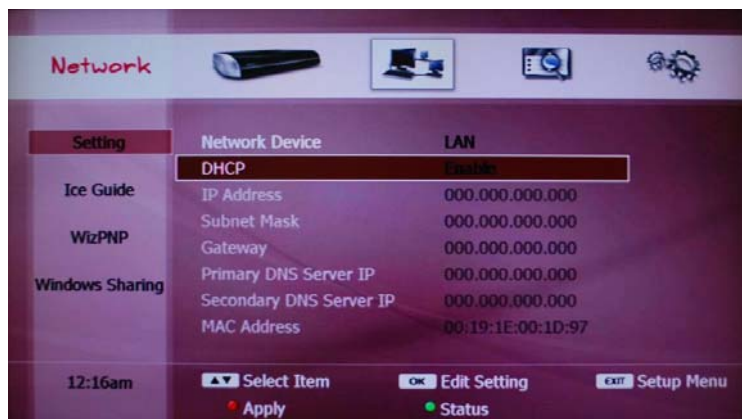 Network
Setting
Ice Guide
WizPNP
Windows Sharing
12:16am
Network Device LAN
DHCP Enable
IP Address 000.000.000.000
Subnet Mask 000.000.000.000
Gateway 000.000.000.000
Primary DNS Server IP 000.000.000.000
Secondary DNS Server IP 000.000.000.000
MAC Address 00:19:1E:00:1D:97
▲▼ Select Item OK Edit Setting EXIT Setup Menu
Apply Status